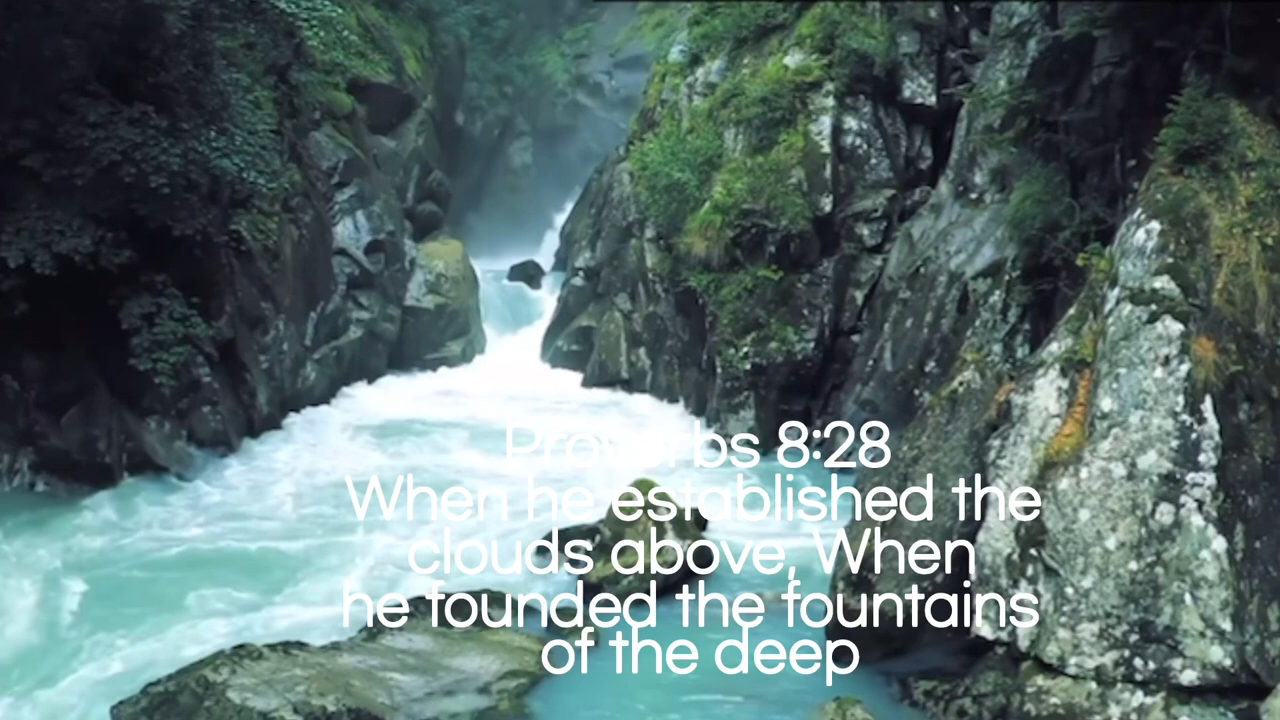 Proverbs 8:28
When he established the
clouds above, When
he founded the fountains
of the deep